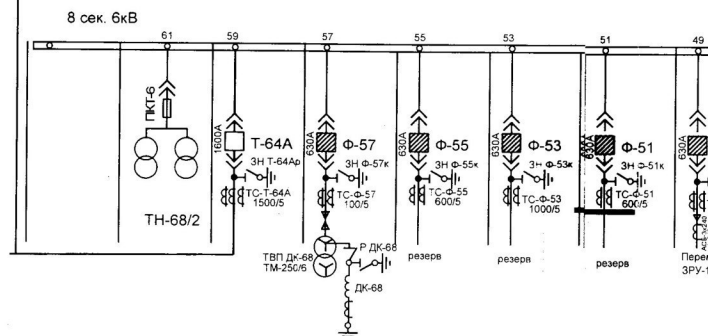 8 сек. 6кВ
61
59
57
55
53
51
49
ПКТ-6
1600А
Т-64А
630А
Ф-57
630А
Ф-55
630А
Ф-53
Ф-51
630А
ЗН Т-64Ар
ЗН Ф-57к
ЗН Ф-55к
ЗН Ф-53к
ЗН Ф-51к
ТС-Т-64А
1500/5
ТС-Ф-57
100/5
ТС-Ф-55
600/5
ТС-Ф-53
1000/5
ТС-Ф-51
600/5
ТН-68/2
ТВП ДК-68
ТМ-250/6
Р ДК-68
ДК-68
резерв
резерв
резерв
ЗРУ-1